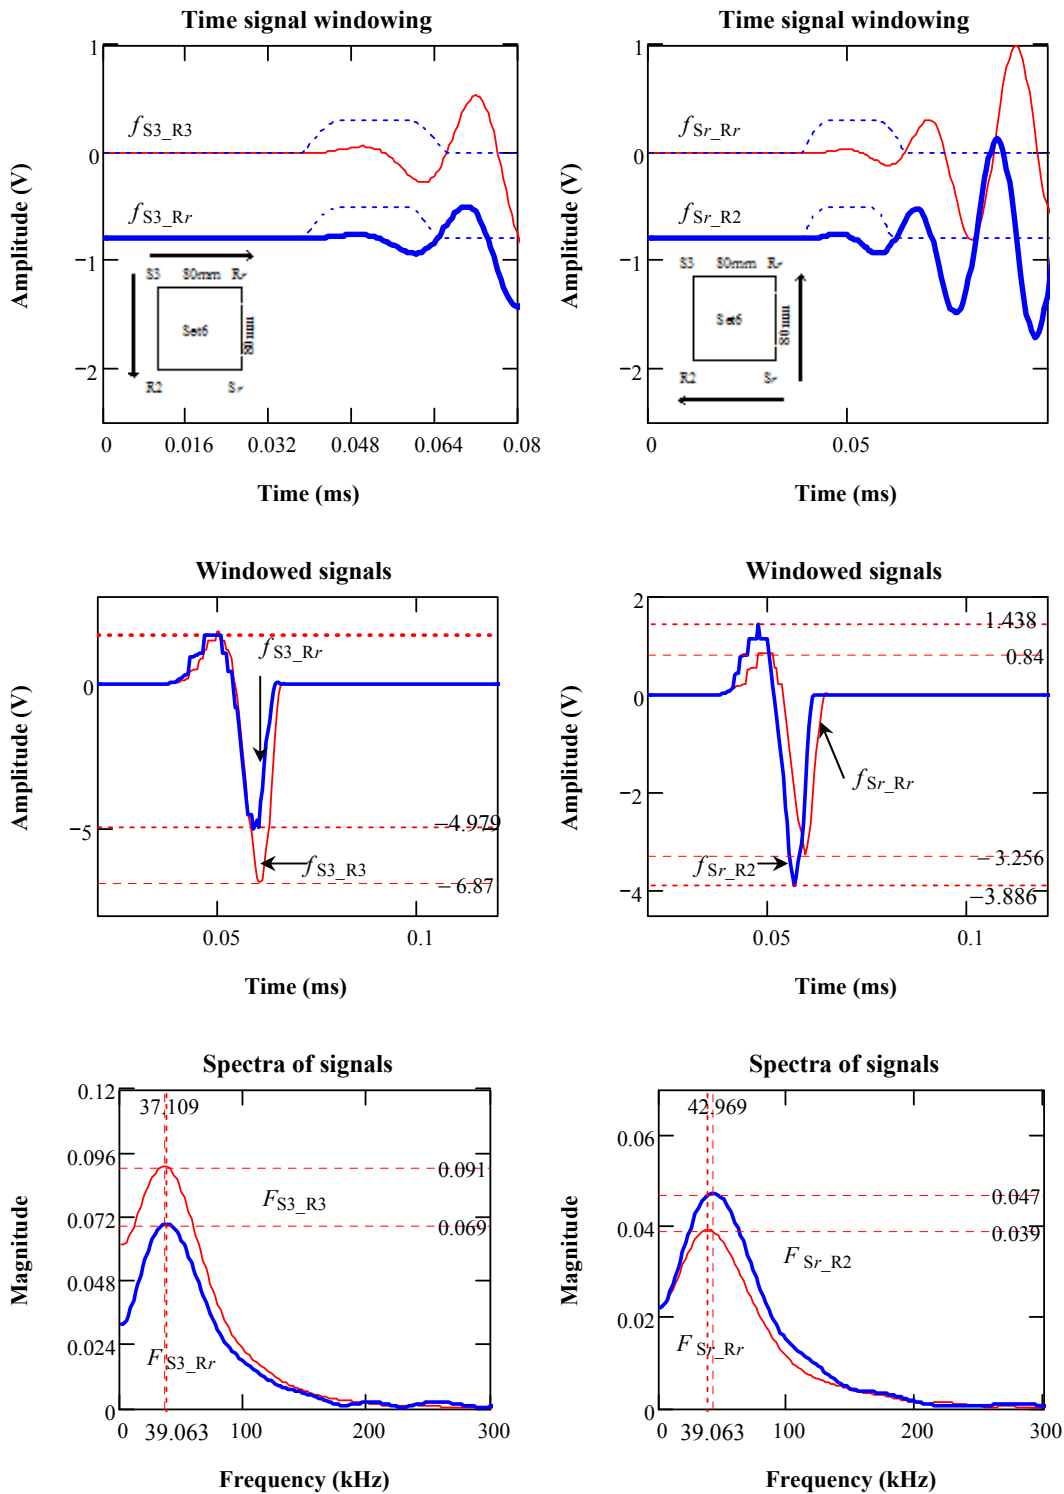 Time signal windowing
Time signal windowing
Amplitude (V)
1
0
−1
−2
f S3_R3
f S3_Rr
S3 80mm Rr
Set6
80mm
R2 Sr
0 0.016 0.032 0.048 0.064 0.08
Time (ms)
Amplitude (V)
1
0
−1
−2
f Sr_Rr
f Sr_R2
S3 80mm Rr
Set6
80mm
R2 Sr
0 0.05
Time (ms)
Windowed signals
Windowed signals
Amplitude (V)
0
−5
f S3_Rr
−4.979
f S3_R3
−6.87
0.05 0.1
Time (ms)
Amplitude (V)
2
0
−2
−4
1.438
0.84
f Sr_Rr
f Sr_R2
−3.256
−3.886
0.05 0.1
Time (ms)
Spectra of signals
Spectra of signals
Magnitude
0.12
0.096
0.072
0.048
0.024
0
37.109
0.091
F S3_R3
0.069
F S3_Rr
0 39.063 100 200 300
Frequency (kHz)
Magnitude
0.06
0.04
0.02
0
42.969
0.047
0.039
F Sr_R2
F Sr_Rr
0 39.063 100 200 300
Frequency (kHz)